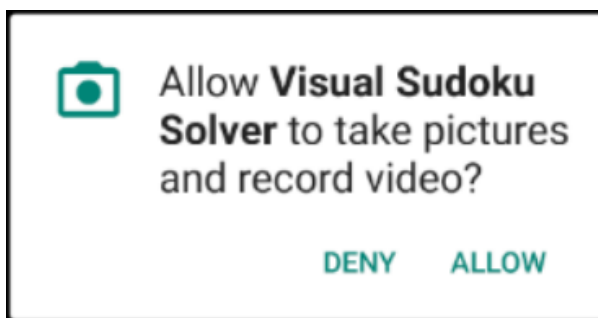 Allow Visual Sudoku
Solver to take pictures
and record video?
DENY ALLOW